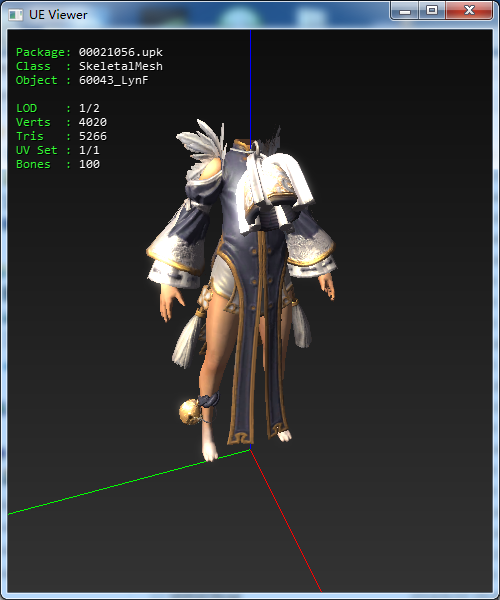 UE Viewer
Package: 00021056.upk
Class  : SkeletalMesh
Object : 60043_LynF
LOD    : 1/2
Verts  : 4020
Tris   : 5266
UV Set : 1/1
Bones  : 100